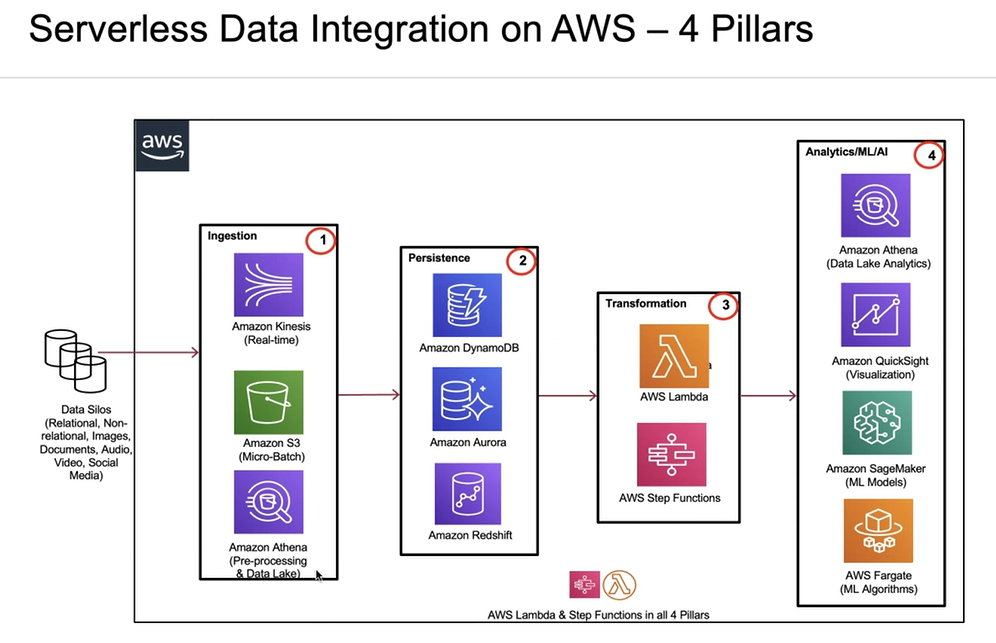 Serverless Data Integration on AWS – 4 Pillars
aws
Ingestion
1
Amazon Kinesis
(Real-time)
Amazon S3
(Micro-Batch)
Amazon Athena
(Pre-processing
& Data Lake)
Data Silos
(Relational, Non-
relational, Images,
Documents, Audio,
Video, Social
Media)
Persistence
2
Amazon DynamoDB
Amazon Aurora
Amazon Redshift
Transformation
3
AWS Lambda
AWS Step Functions
Analytics/ML/AI
4
Amazon Athena
(Data Lake Analytics)
Amazon QuickSight
(Visualization)
Amazon SageMaker
(ML Models)
AWS Fargate
(ML Algorithms)
AWS Lambda & Step Functions in all 4 Pillars